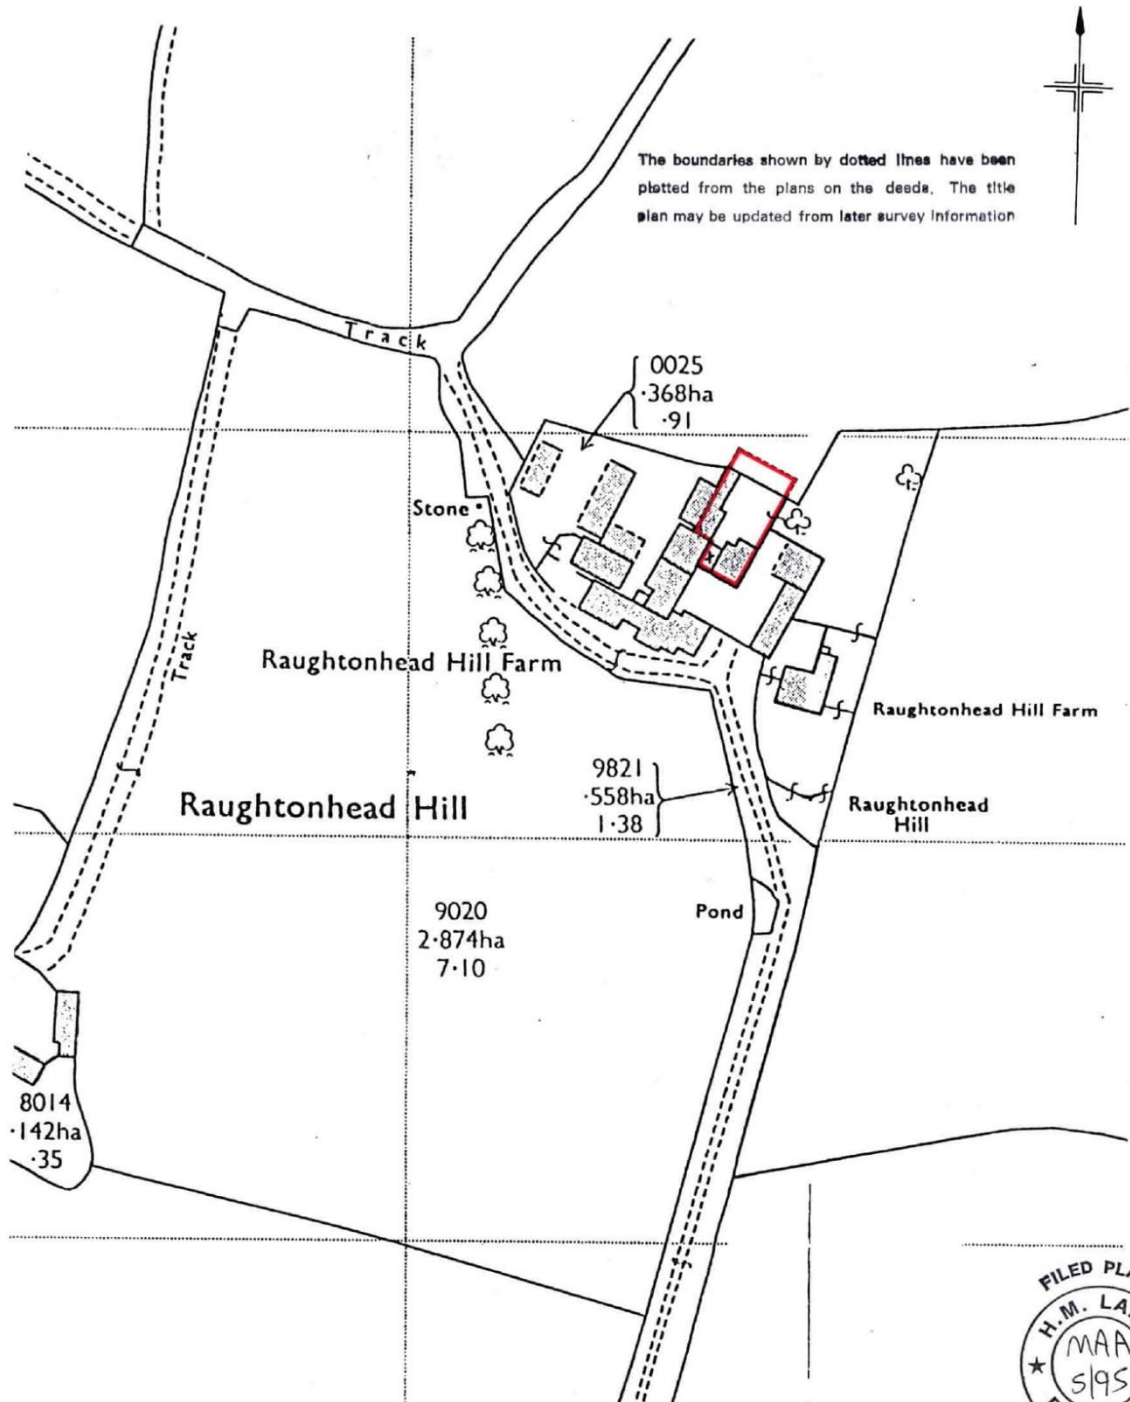 The boundaries shown by dotted lines have been
plotted from the plans on the deeds. The title
plan may be updated from later survey information
Track
0025
·368ha
·91
Stone
Track
Raughtonhead Hill Farm
Raughtonhead Hill Farm
9821
·558ha
1·38
Raughtonhead Hill
Raughtonhead
Hill
9020
2·874ha
7·10
Pond
8014
·142ha
·35
x
FILED PLA
H.M. LA
MAA
5/95